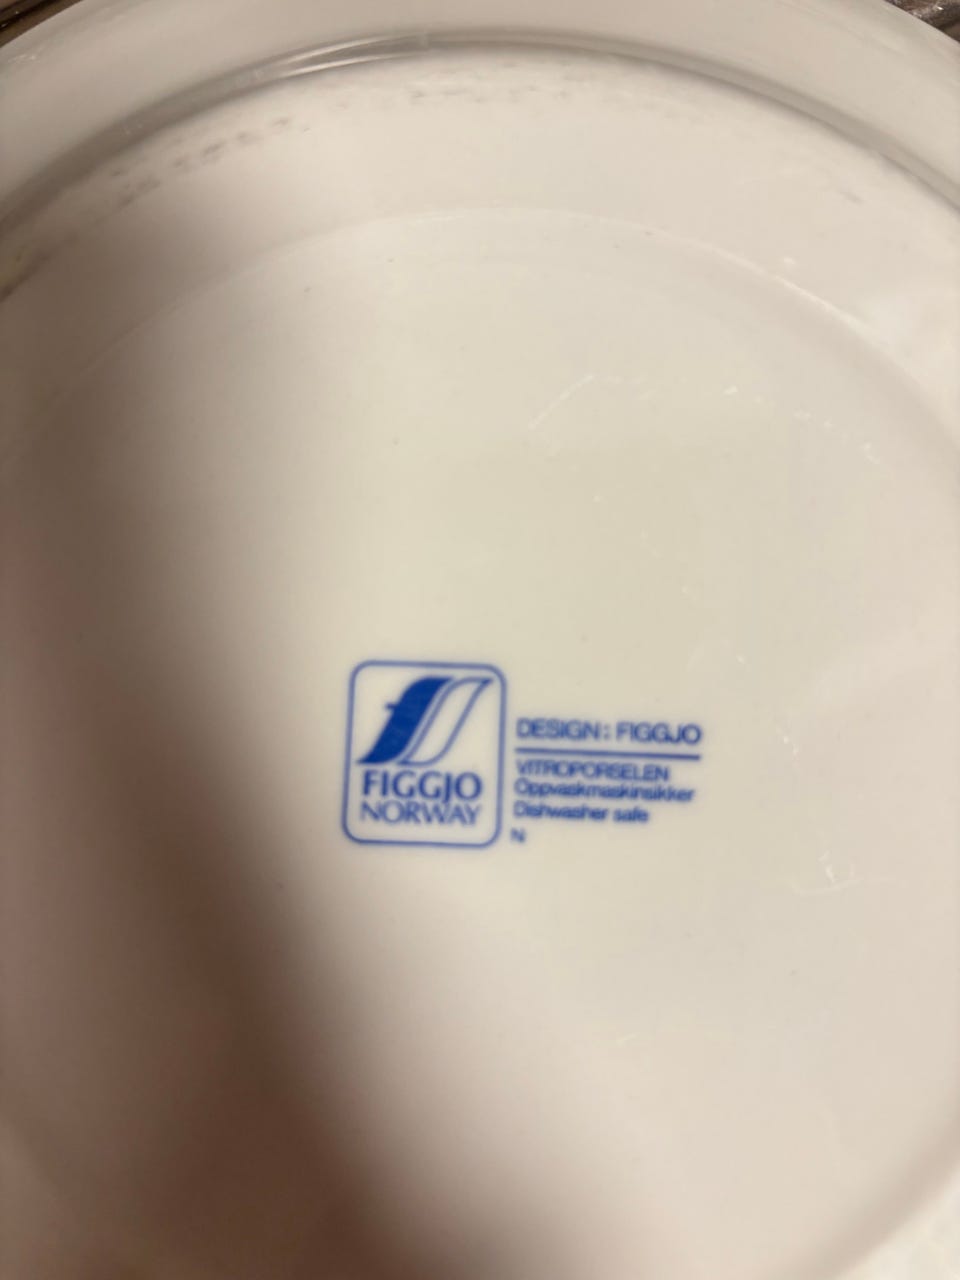 FIGGJO
NORWAY
DESIGN: FIGGJO
VITROPORSELEN
Oppvaskmaskinsikker
Dishwasher safe
N